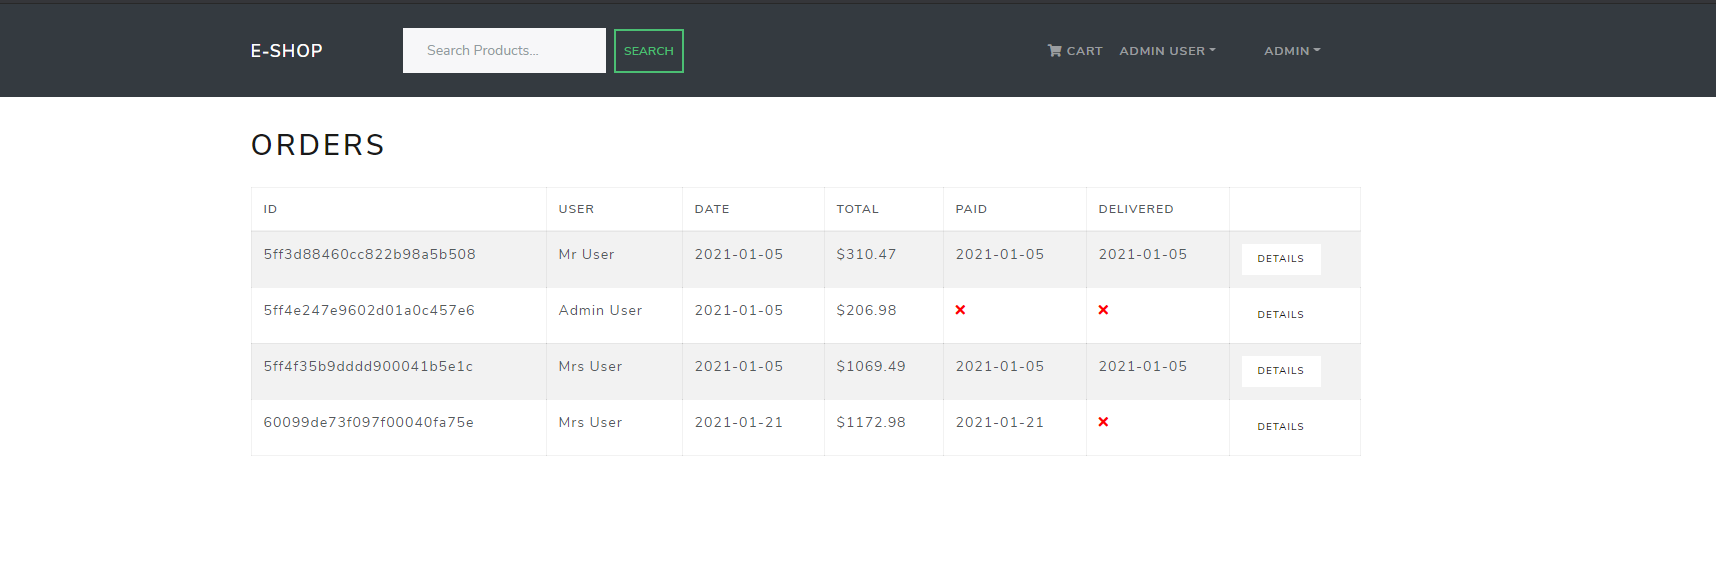 E-SHOP Search Products... SEARCH CART ADMIN USER ADMIN
ORDERS
ID USER DATE TOTAL PAID DELIVERED
5ff3d88460cc822b98a5b508 Mr User 2021-01-05 $310.47 2021-01-05 2021-01-05 DETAILS
5ff4e247e9602d01a0c457e6 Admin User 2021-01-05 $206.98 DETAILS
5ff4f35b9dddd900041b5e1c Mrs User 2021-01-05 $1069.49 2021-01-05 2021-01-05 DETAILS
60099de73f097f00040fa75e Mrs User 2021-01-21 $1172.98 2021-01-21 DETAILS